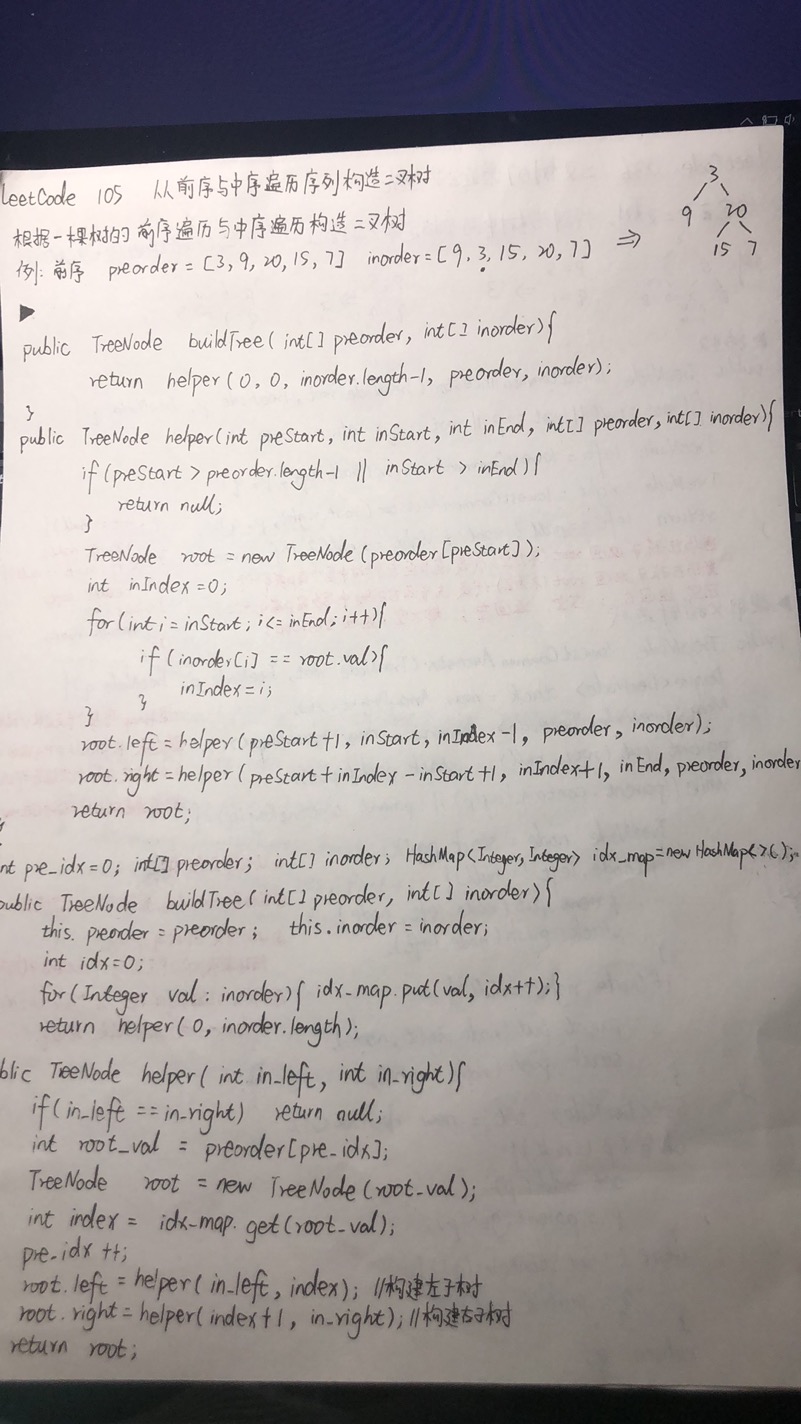 LeetCode 105 从前序与中序遍历序列构造二叉树
根据一棵树的前序遍历与中序遍历构造二叉树
例: 前序 preorder = [3, 9, 20, 15, 7] inorder = [9, 3, 15, 20, 7] ⇒
3
9 20
15 7
public TreeNode buildTree( int[] preorder, int[] inorder){
return helper (0, 0, inorder.length-1, preorder, inorder);
}
public TreeNode helper(int preStart, int inStart, int inEnd, int[] preorder, int[] inorder){
if(preStart > preorder.length-1 || inStart > inEnd){
return null;
}
TreeNode root = new TreeNode(preorder[preStart]);
int inIndex = 0;
for(int i = inStart; i <= inEnd; i++){
if (inorder[i] == root.val){
inIndex = i;
}
}
root.left = helper(preStart+1, inStart, inIndex-1, preorder, inorder);
root.right = helper(preStart + inIndex - inStart+1, inIndex+1, inEnd, preorder, inorder
return root;
}
nt pre_idx=0; int[] preorder; int[] inorder; HashMap<Integer, Integer> idx_map=new HashMap<>();
public TreeNode buildTree( int[] preorder, int[] inorder){
this. preorder = preorder; this. inorder = inorder;
int idx=0;
for(Integer val : inorder){ idx_map.put(val, idx++);}
return helper( 0, inorder.length);
blic TreeNode helper( int in_left, int in_right){
if(in_left == in_right) return null;
int root_val = preorder[pre_idx];
TreeNode root = new TreeNode(root_val);
int index = idx_map. get(root_val);
pre_idx ++;
root. left = helper( in_left, index); //构建左子树
root. right = helper( index+1, in_right); //构建右子树
return root;